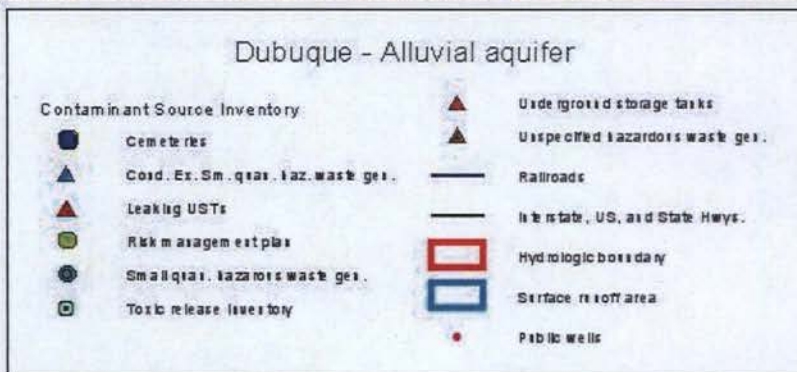 Dubuque - Alluvial aquifer
Contaminant Source Inventory
Cemeteries
Cond. Ex. Sm. quan. haz. waste gen.
Leaking USTs
Risk management plan
Small quan. hazarous waste gen.
Toxic release inventory
Underground storage tanks
Unspecified hazardous waste gen.
Railroads
Interstate, US, and State Hwys.
Hydrologic boundary
Surface runoff area
Public wells